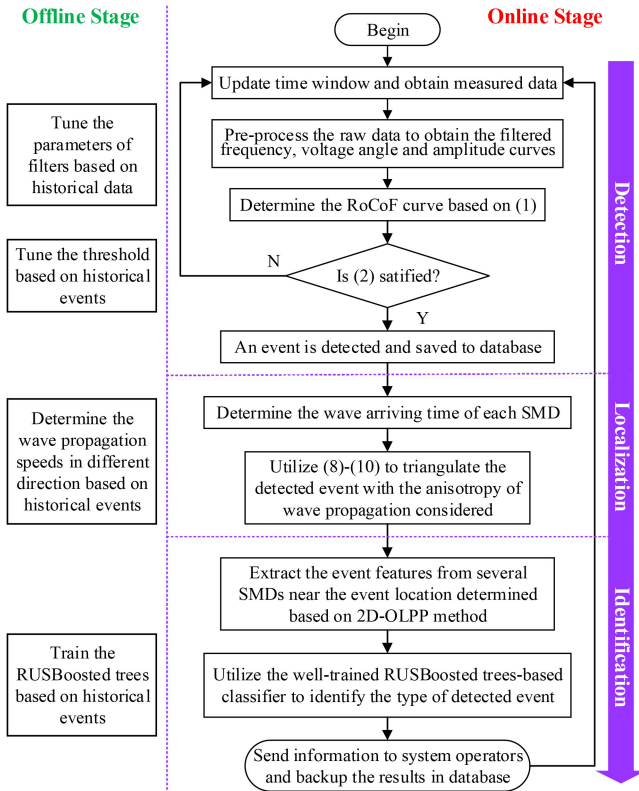 Offline Stage
Online Stage
Begin
Update time window and obtain measured data
Tune the
parameters of
filters based on
historical data
Pre-process the raw data to obtain the filtered
frequency, voltage angle and amplitude curves
Determine the RoCoF curve based on (1)
Tune the threshold
based on historical
events
N
Is (2) satified?
Y
An event is detected and saved to database
Detection
Determine the
wave propagation
speeds in different
direction based on
historical events
Determine the wave arriving time of each SMD
Utilize (8)-(10) to triangulate the
detected event with the anisotropy of
wave propagation considered
Localization
Extract the event features from several
SMDs near the event location determined
based on 2D-OLPP method
Train the
RUSBoosted trees
based on historical
events
Utilize the well-trained RUSBoosted trees-based
classifier to identify the type of detected event
Send information to system operators
and backup the results in database
Identification